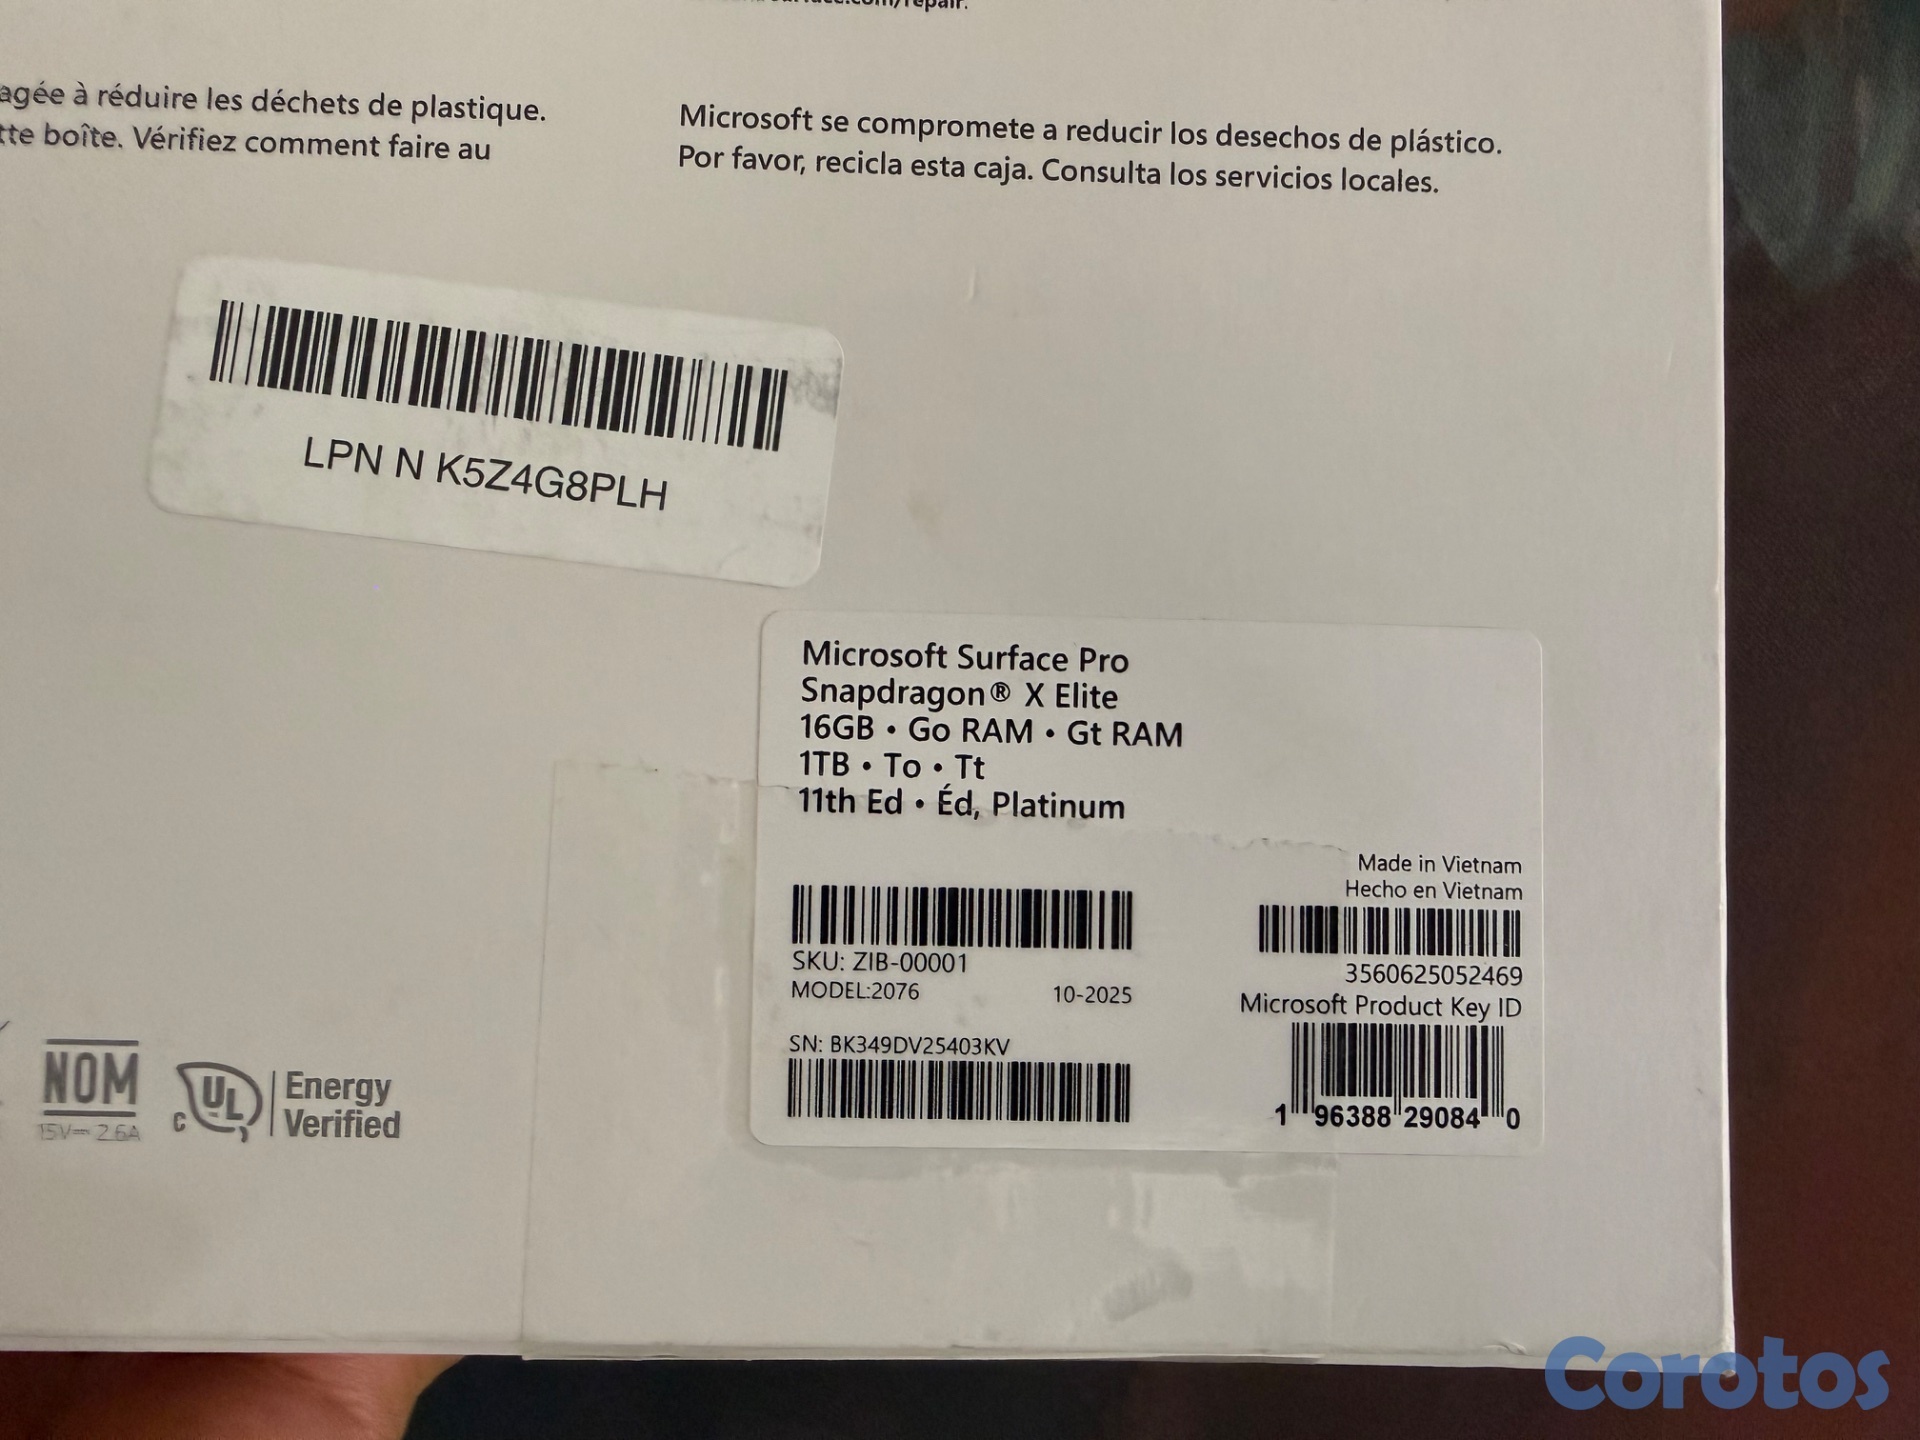 agée à réduire les déchets de plastique.
tte boîte. Vérifiez comment faire au
Microsoft se compromete a reducir los desechos de plástico.
Por favor, recicla esta caja. Consulta los servicios locales.
LPN N K5Z4G8PLH
Microsoft Surface Pro
Snapdragon® X Elite
16GB • Go RAM • Gt RAM
1TB • To • Tt
11th Ed • Éd, Platinum
Made in Vietnam
Hecho en Vietnam
SKU: ZIB-00001
MODEL:2076 10-2025
3560625052469
Microsoft Product Key ID
SN: BK349DV25403KV
1 96388 29084 0
NOM
15V⎓2.6A
c UL Energy
Verified
Corotos